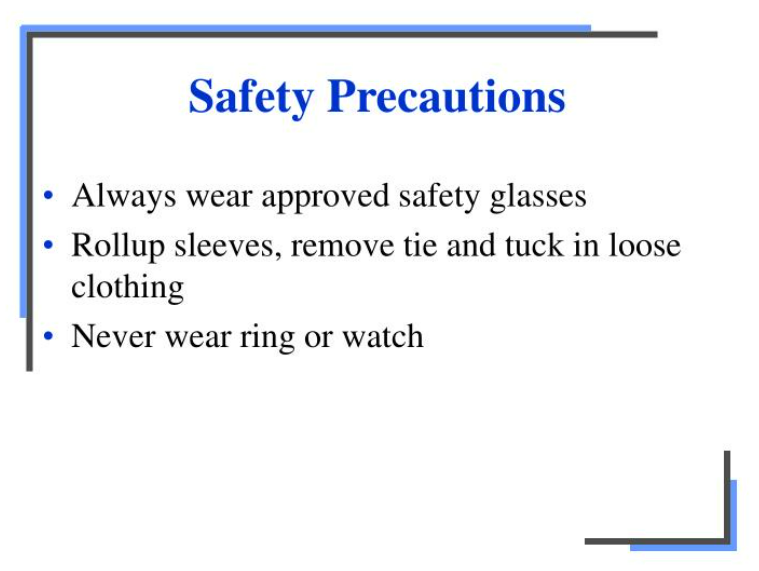 Safety Precautions
• Always wear approved safety glasses
• Rollup sleeves, remove tie and tuck in loose
clothing
• Never wear ring or watch